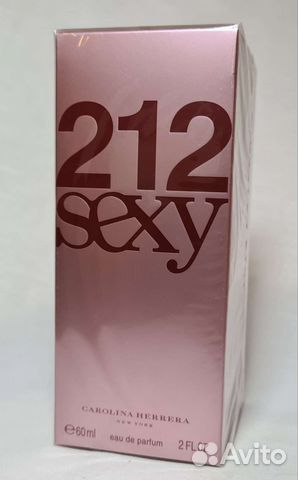 212
sexy
CAROLINA HERRERA
NEW YORK
℮60ml eau de parfum 2 FL oz
Avito